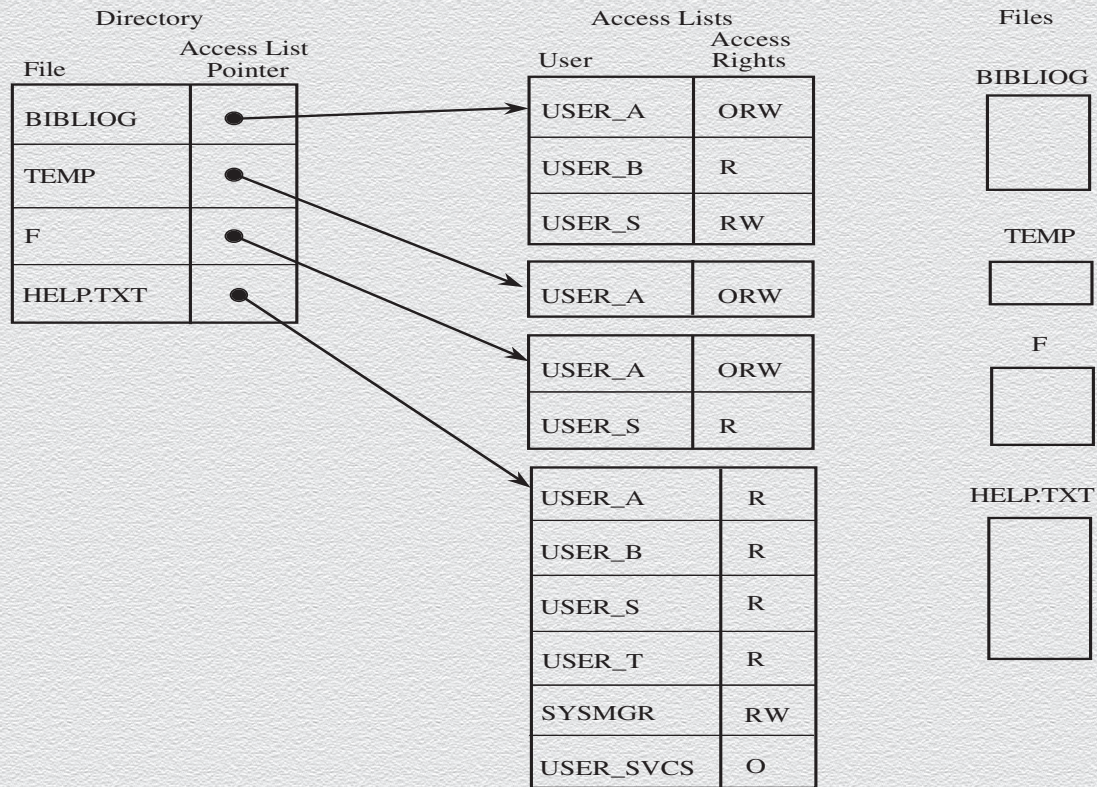 Directory
File
Access List
Pointer
BIBLIOG
TEMP
F
HELP.TXT
Access Lists
User
Access
Rights
USER_A ORW
USER_B R
USER_S RW
USER_A ORW
USER_A ORW
USER_S R
USER_A R
USER_B R
USER_S R
USER_T R
SYSMGR RW
USER_SVCS O
Files
BIBLIOG
TEMP
F
HELP.TXT